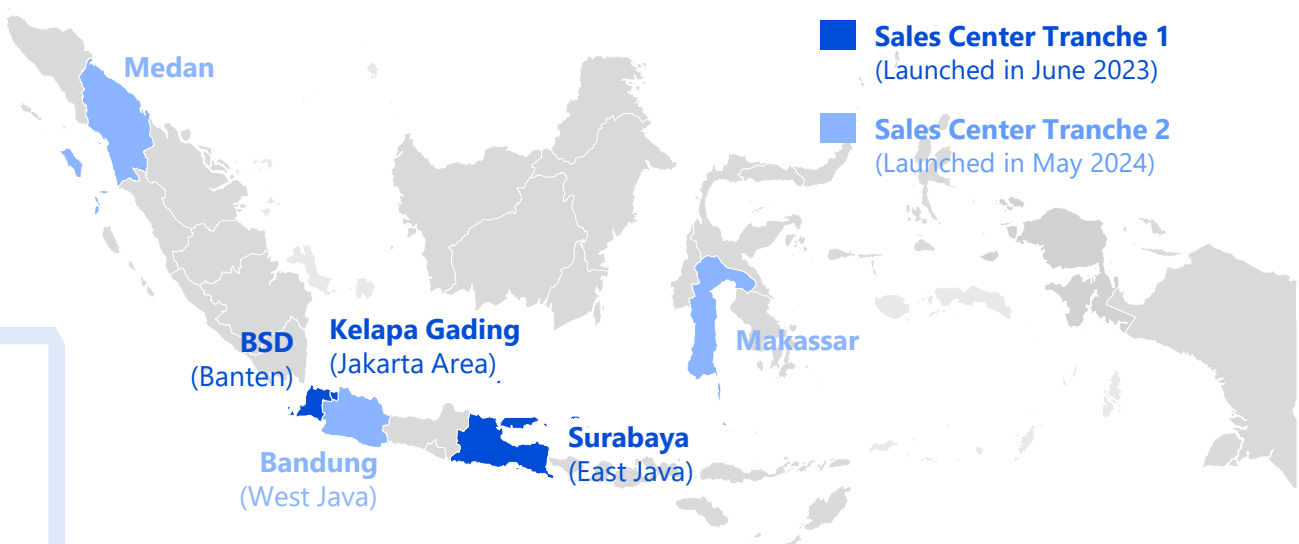 Sales Center Tranche 1
(Launched in June 2023)
Sales Center Tranche 2
(Launched in May 2024)
Medan
BSD
(Banten)
Kelapa Gading
(Jakarta Area)
Makassar
Bandung
(West Java)
Surabaya
(East Java)